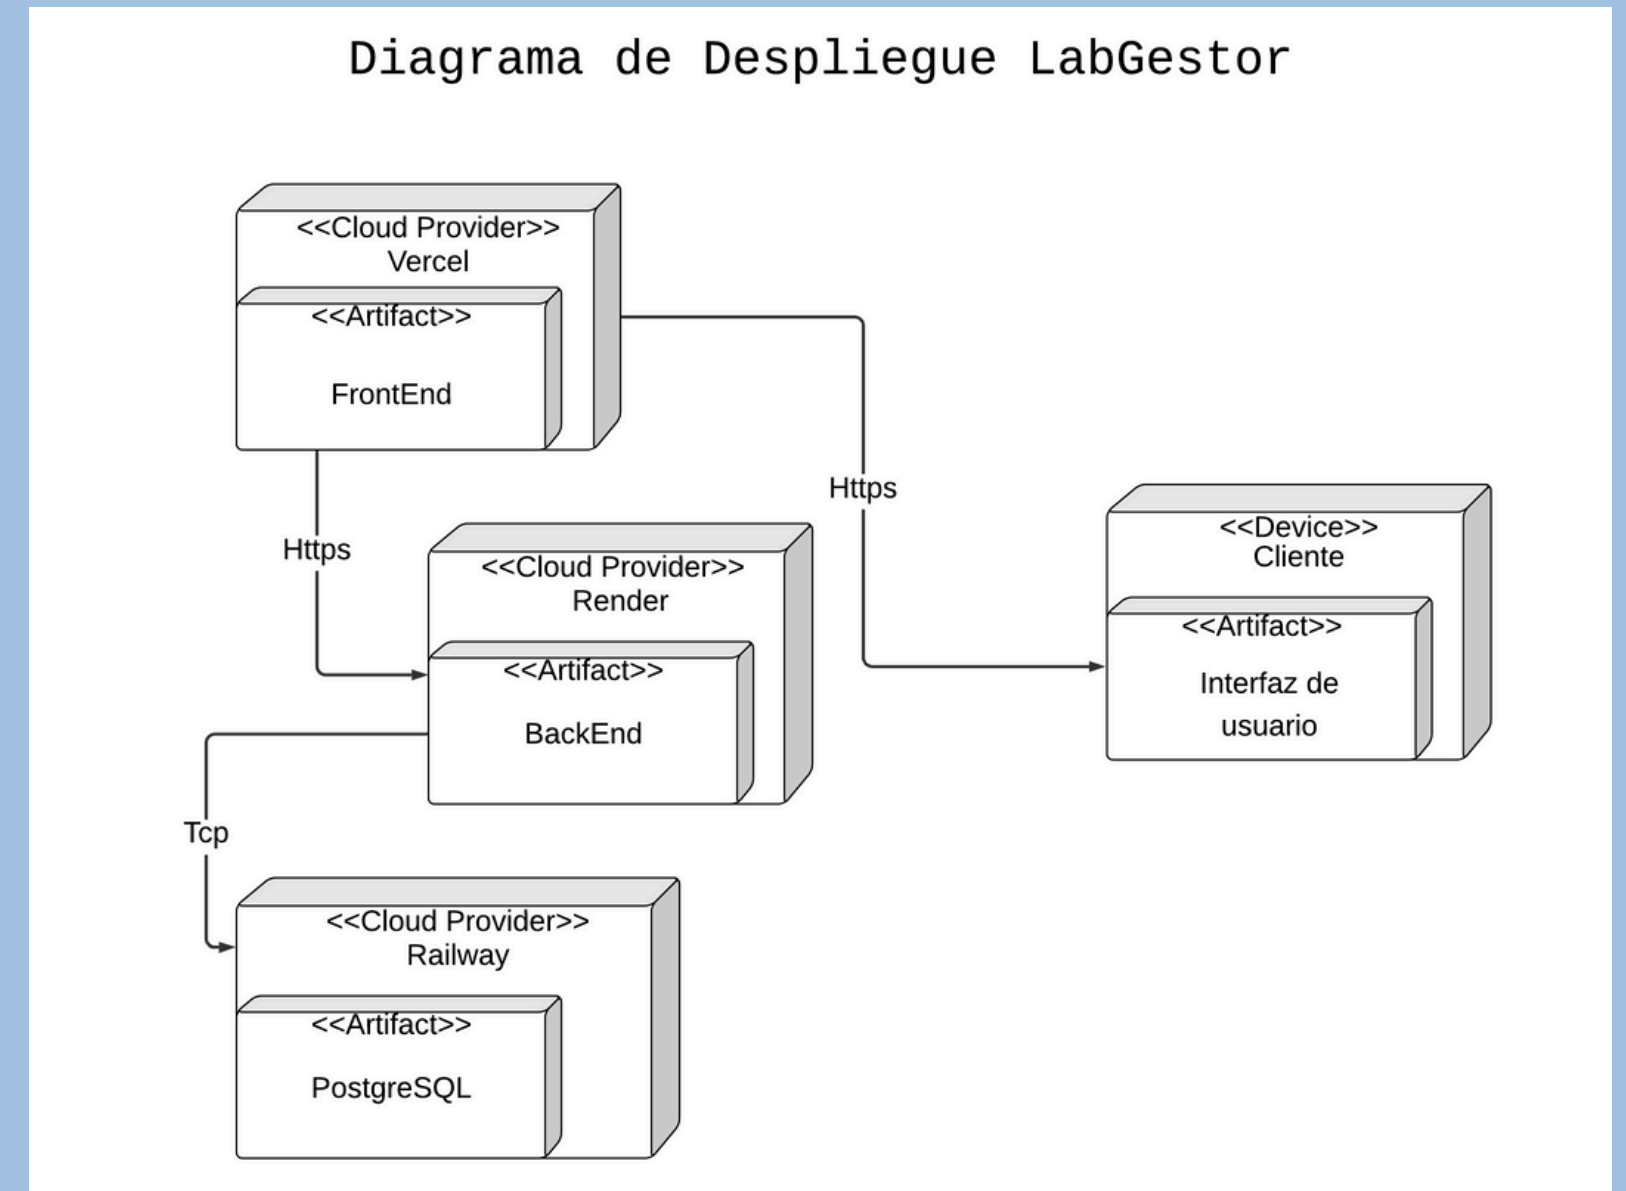 Diagrama de Despliegue LabGestor
<<Cloud Provider>>
Vercel
<<Artifact>>
FrontEnd
Https
Https
<<Cloud Provider>>
Render
<<Artifact>>
BackEnd
<<Device>>
Cliente
<<Artifact>>
Interfaz de
usuario
Tcp
<<Cloud Provider>>
Railway
<<Artifact>>
PostgreSQL